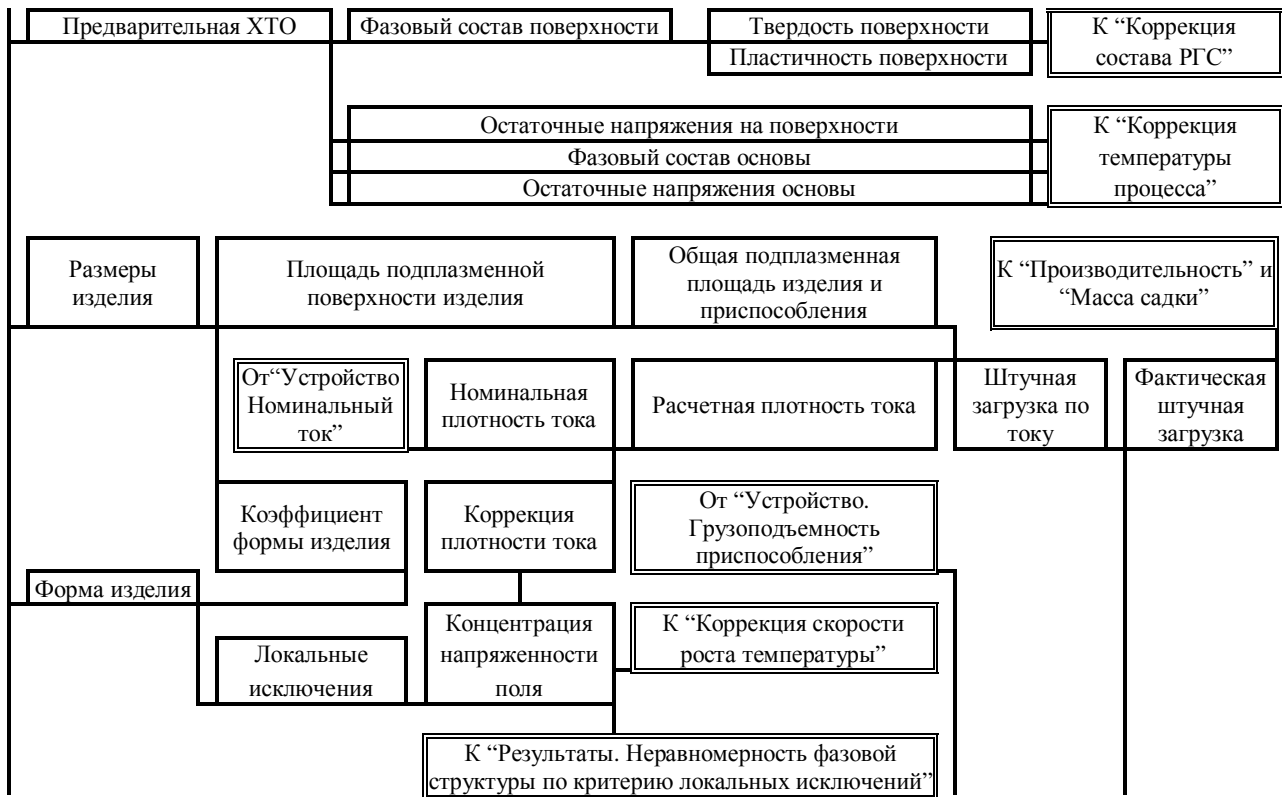 Предварительная ХТО
Фазовый состав поверхности
Твердость поверхности
Пластичность поверхности
К “Коррекция
состава РГС”
Остаточные напряжения на поверхности
Фазовый состав основы
Остаточные напряжения основы
К “Коррекция
температуры
процесса”
Размеры
изделия
Площадь подплазменной
поверхности изделия
Общая подплазменная
площадь изделия и
приспособления
К “Производительность” и
“Масса садки”
От“Устройство
Номинальный
ток”
Номинальная
плотность тока
Расчетная плотность тока
Штучная
загрузка по
току
Фактическая
штучная
загрузка
Коэффициент
формы изделия
Коррекция
плотности тока
От “Устройство.
Грузоподъемность
приспособления”
Форма изделия
Локальные
исключения
Концентрация
напряженности
поля
К “Коррекция скорости
роста температуры”
К “Результаты. Неравномерность фазовой
структуры по критерию локальных исключений”